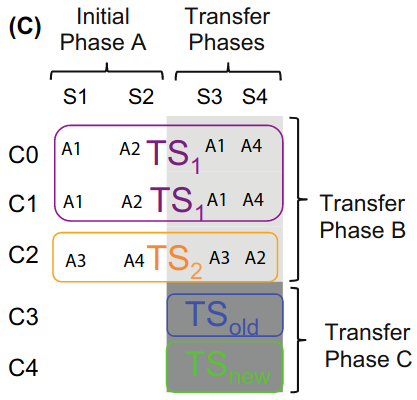 (C)
Initial Phase A
Transfer Phases
S1 S2 S3 S4
C0 A1 A2 TS1 A1 A4
C1 A1 A2 TS1 A1 A4
Transfer Phase B
C2 A3 A4 TS2 A3 A2
C3 TSold
Transfer Phase C
C4 TSnew